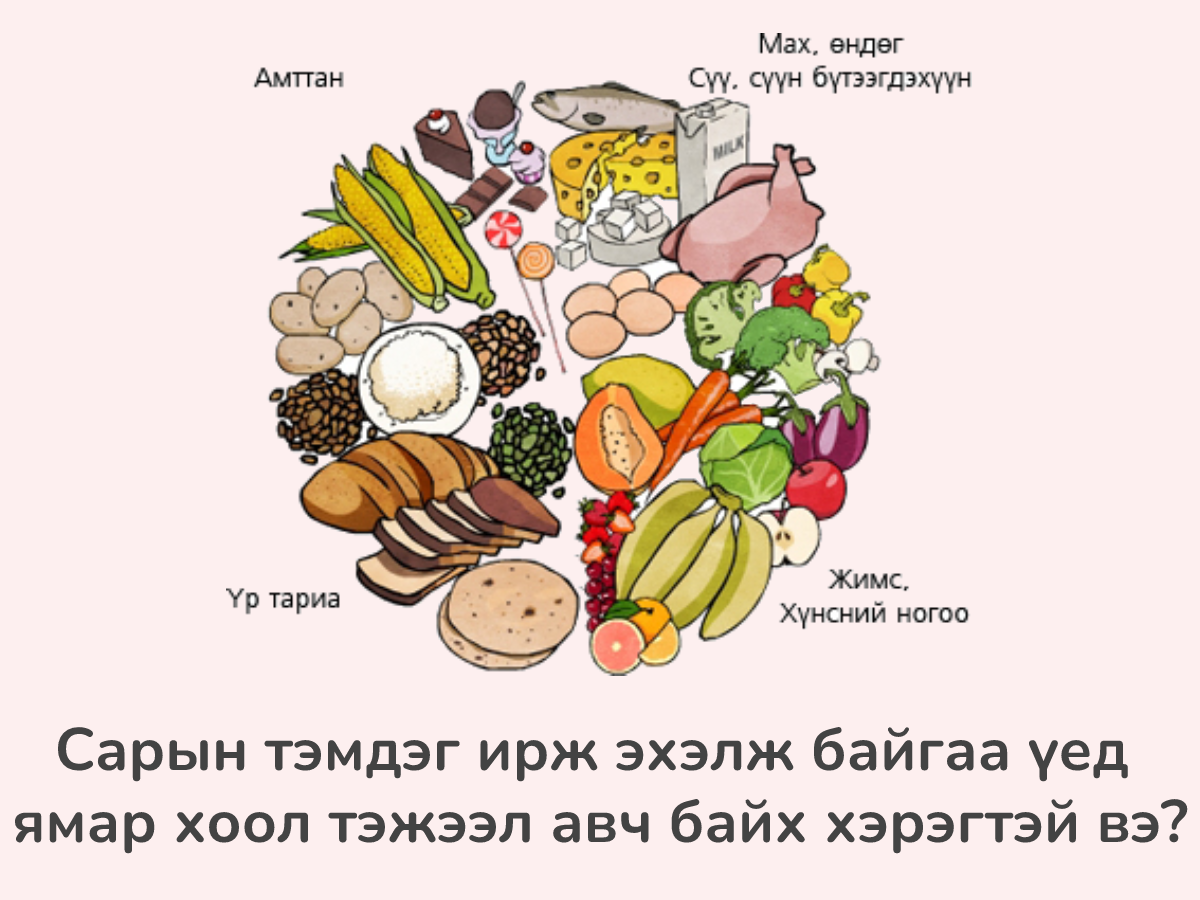 Мах, өндөг
Сүү, сүүн бүтээгдэхүүн
Амттан
MILK
Үр тариа
Жимс,
Хүнсний ногоо
Сарын тэмдэг ирж эхэлж байгаа үед
ямар хоол тэжээл авч байх хэрэгтэй вэ?